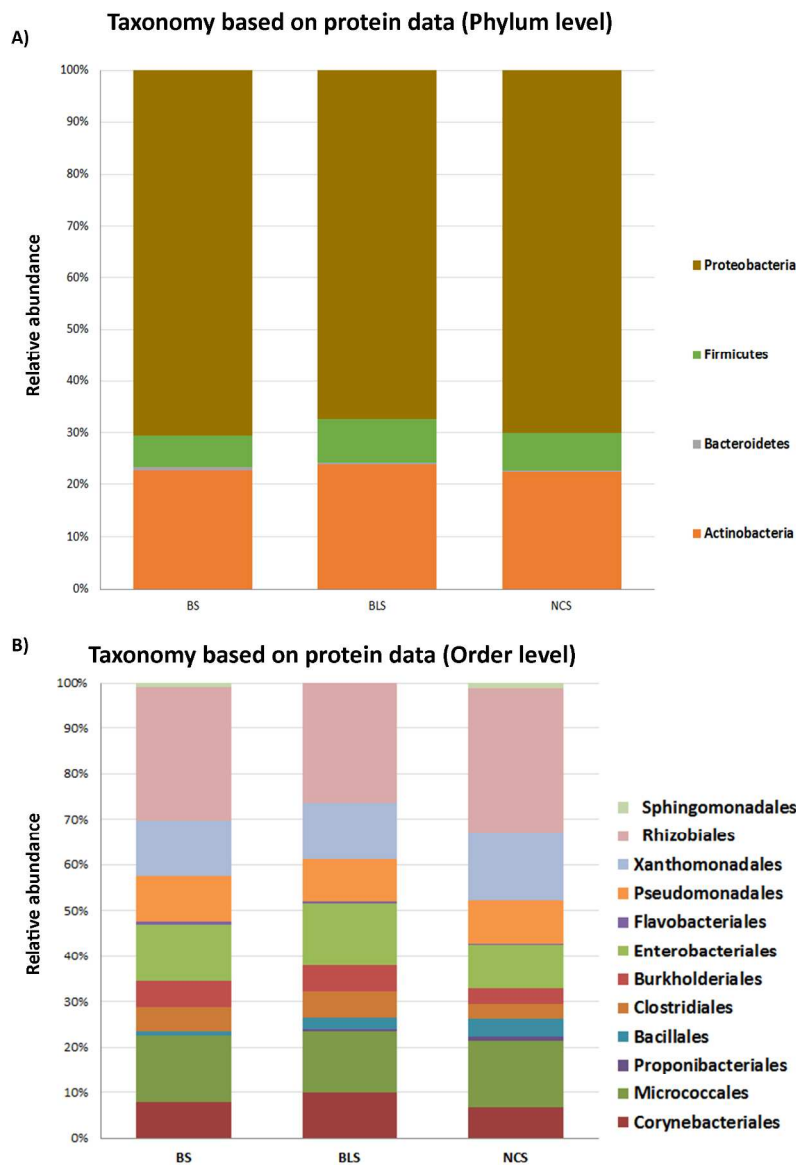 Taxonomy based on protein data (Phylum level)
A)
100%
90%
80%
70%
60%
50%
40%
30%
20%
10%
0%
Relative abundance
BS
BLS
NCS
Proteobacteria
Firmicutes
Bacteroidetes
Actinobacteria
B)
Taxonomy based on protein data (Order level)
100%
90%
80%
70%
60%
50%
40%
30%
20%
10%
0%
Relative abundance
BS
BLS
NCS
Sphingomonadales
Rhizobiales
Xanthomonadales
Pseudomonadales
Flavobacteriales
Enterobacteriales
Burkholderiales
Clostridiales
Bacillales
Proponibacteriales
Micrococcales
Corynebacteriales